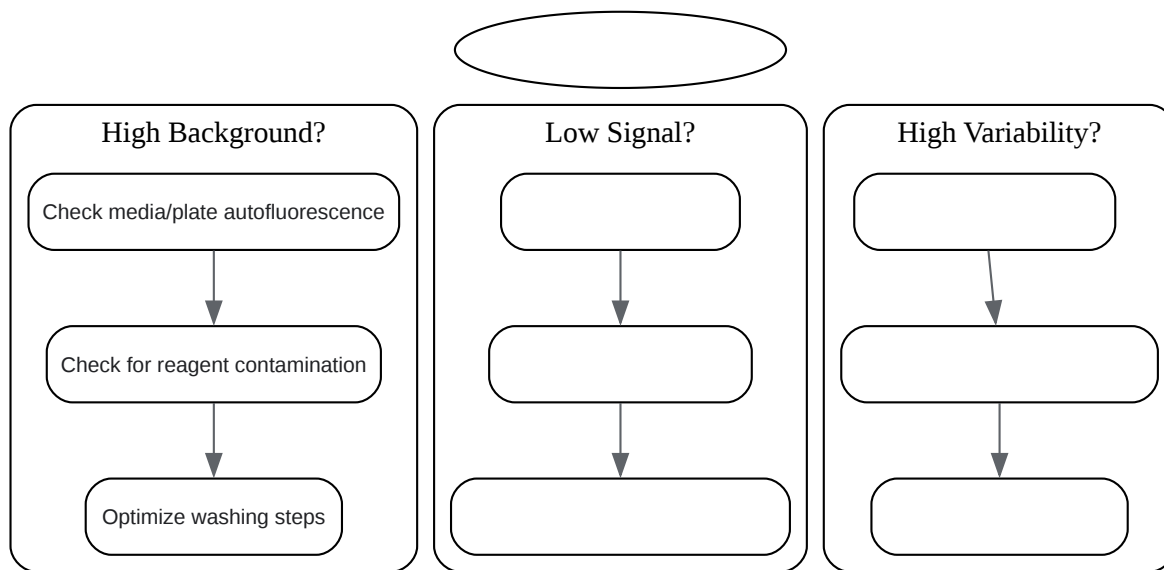 High Background?
Check media/plate autofluorescence
Check for reagent contamination
Optimize washing steps
Low Signal?
High Variability?